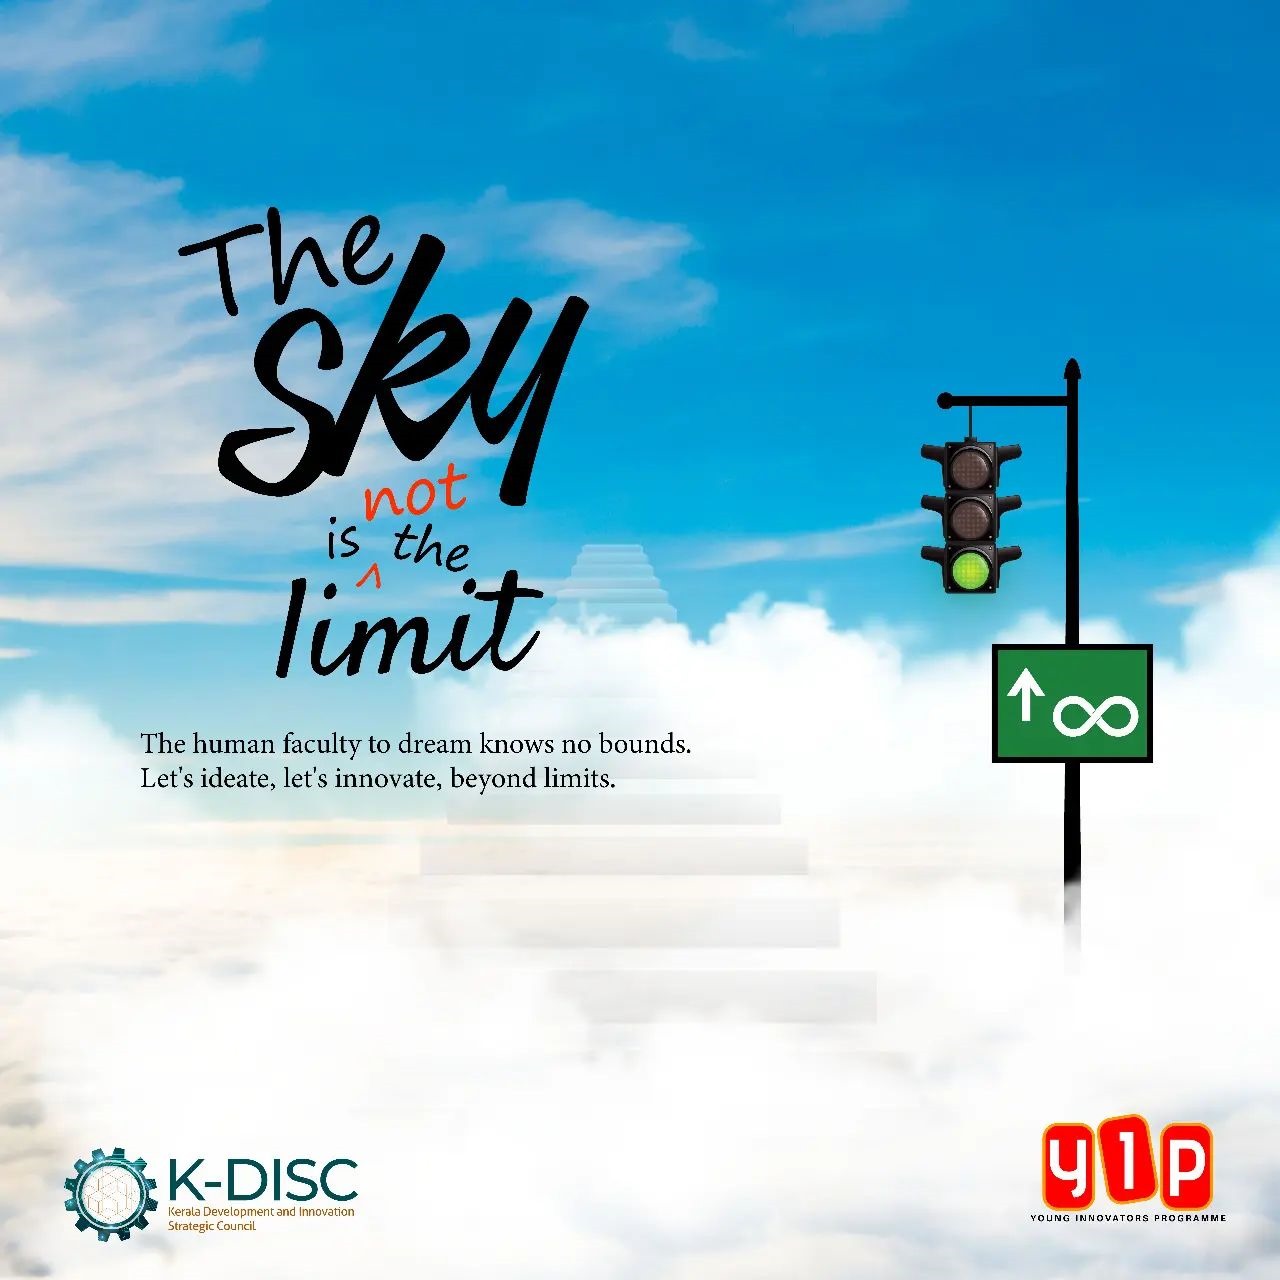 The
sky
not
is ^ the
limit
The human faculty to dream knows no bounds.
Let's ideate, let's innovate, beyond limits.
↑ ∞
K-DISC
Kerala Development and Innovation
Strategic Council
yip
YOUNG INNOVATORS PROGRAMME